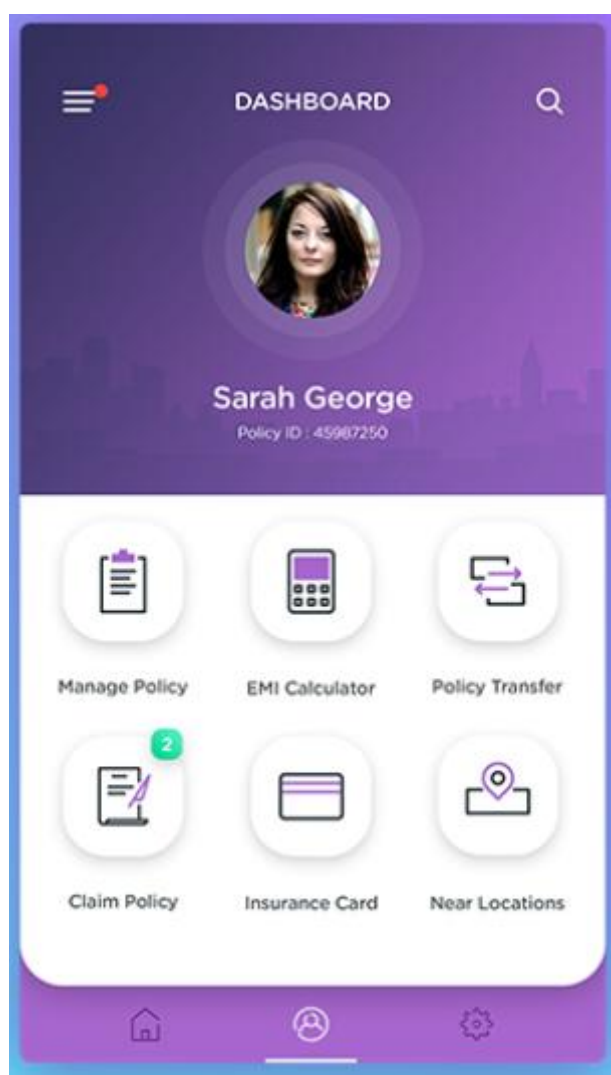 DASHBOARD
Sarah George
Policy ID : 45987250
Manage Policy
EMI Calculator
Policy Transfer
2
Claim Policy
Insurance Card
Near Locations